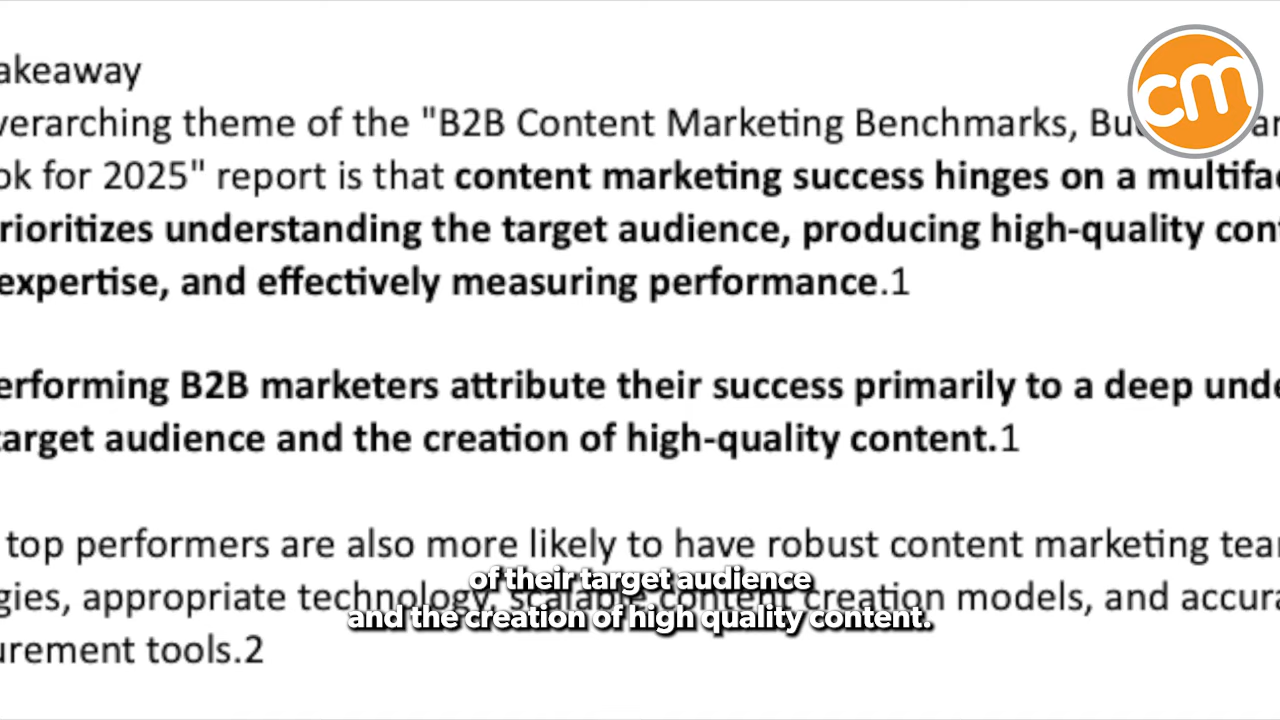 akeaway
cm
verarching theme of the "B2B Content Marketing Benchmarks, Bu
ok for 2025" report is that content marketing success hinges on a multifac
rioritizes understanding the target audience, producing high-quality con
expertise, and effectively measuring performance.1
erforming B2B marketers attribute their success primarily to a deep unde
target audience and the creation of high-quality content.1
top performers are also more likely to have robust content marketing tea
gies, appropriate technology, scalable content creation models, and accura
urement tools.2
of their target audience
and the creation of high quality content.